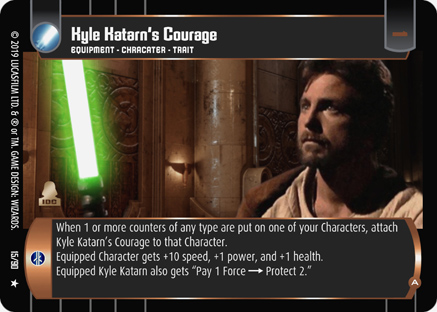 Kyle Katarn's Courage
EQUIPMENT - CHARCATER - TRAIT
© 2019 LUCASFILM LTD. & ® or TM. GAME DESIGN: WIZARDS.
15/90
IDC
When 1 or more counters of any type are put on one of your Characters, attach
Kyle Katarn's Courage to that Character.
Equipped Character gets +10 speed, +1 power, and +1 health.
Equipped Kyle Katarn also gets “Pay 1 Force → Protect 2.”
A